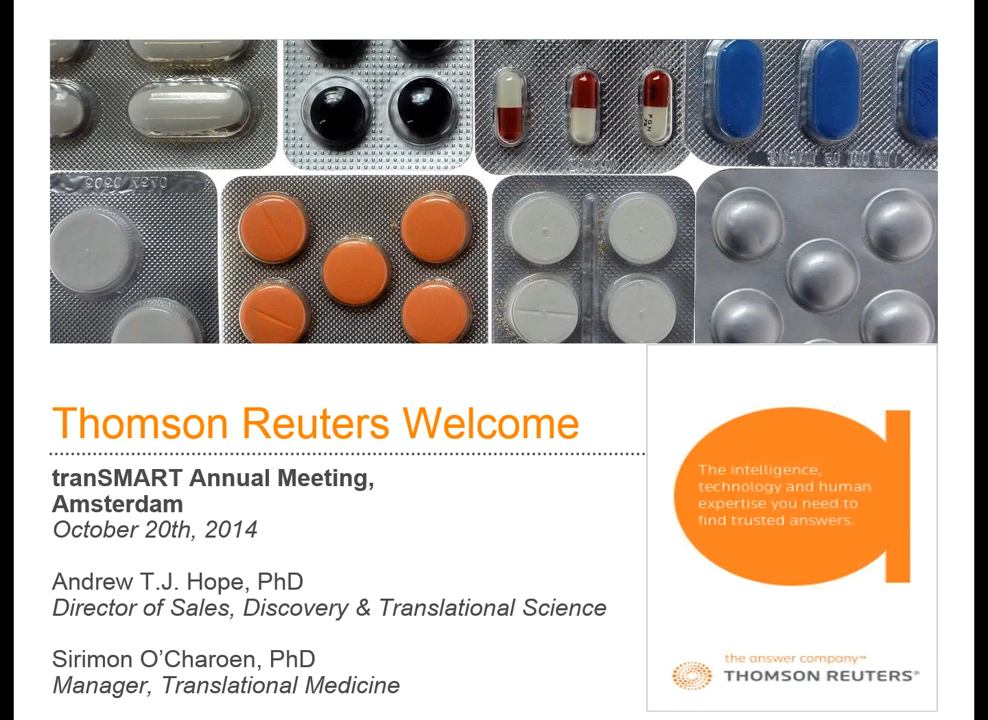 Thomson Reuters Welcome
tranSMART Annual Meeting,
Amsterdam
October 20th, 2014
Andrew T.J. Hope, PhD
Director of Sales, Discovery & Translational Science
Sirimon O’Charoen, PhD
Manager, Translational Medicine
The intelligence,
technology and human
expertise you need to
find trusted answers.
the answer company™
THOMSON REUTERS®